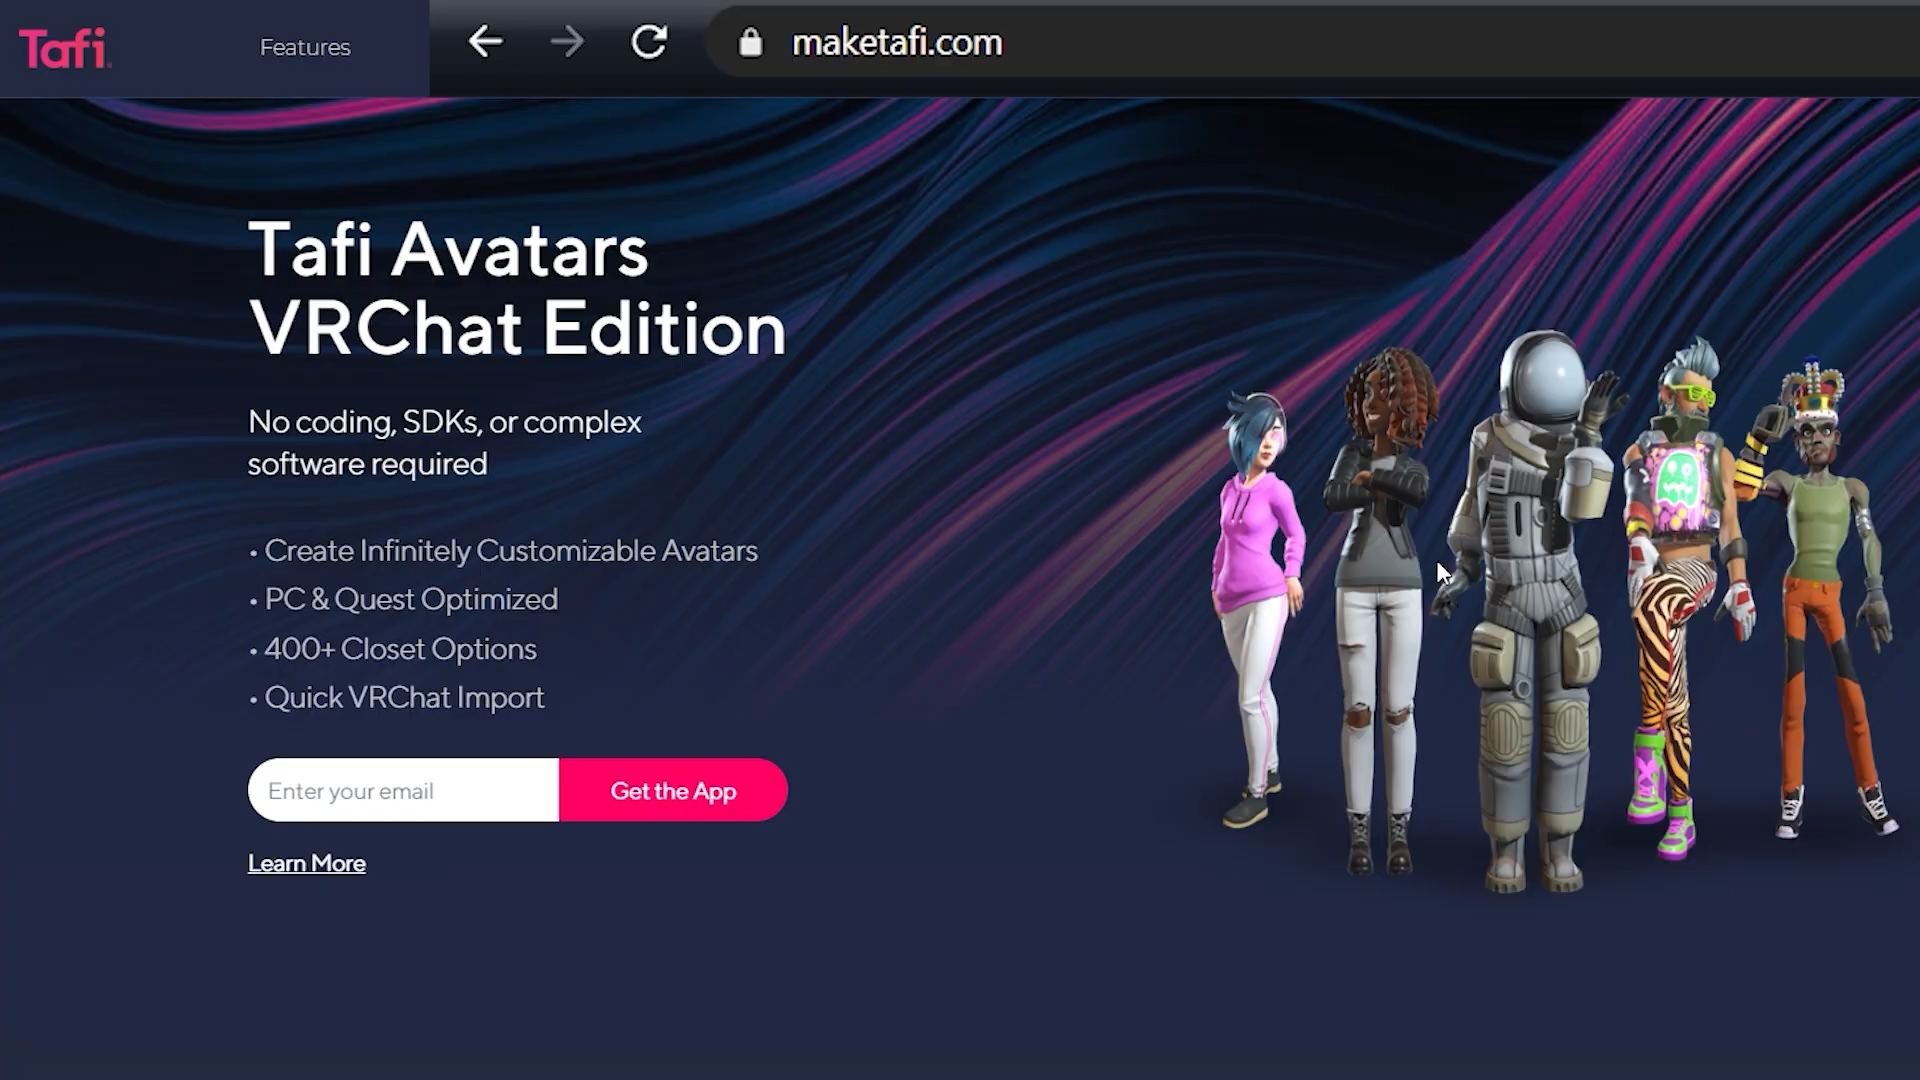 Tafi
Features
maketafi.com
Tafi Avatars
VRChat Edition
No coding, SDKs, or complex
software required
• Create Infinitely Customizable Avatars
• PC & Quest Optimized
• 400+ Closet Options
• Quick VRChat Import
Enter your email
Get the App
Learn More